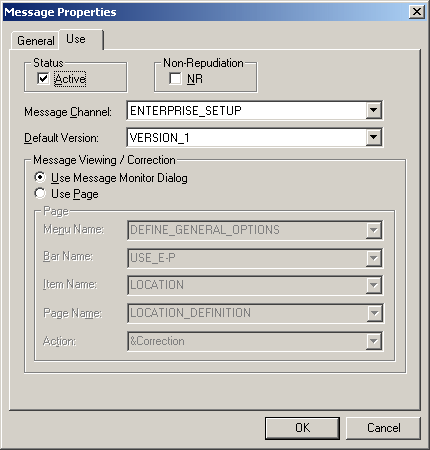 Message Properties
General Use
Status Non-Repudiation
Active NR
Message Channel: ENTERPRISE_SETUP
Default Version: VERSION_1
Message Viewing / Correction
Use Message Monitor Dialog
Use Page
Page
Menu Name: DEFINE_GENERAL_OPTIONS
Bar Name: USE_E-P
Item Name: LOCATION
Page Name: LOCATION_DEFINITION
Action: &Correction
OK Cancel